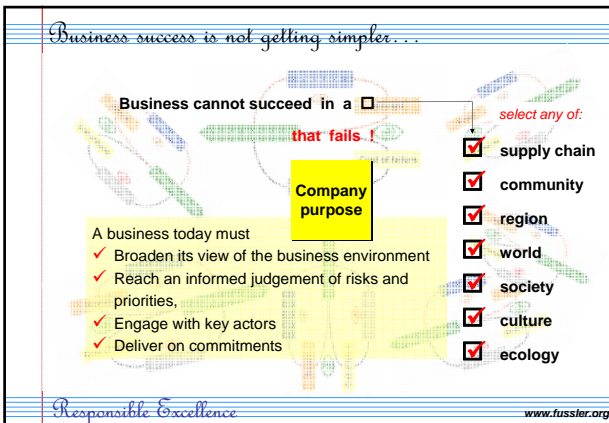 Business success is not getting simpler...
Business cannot succeed in a
that fails !
select any of:
supply chain
community
region
world
society
culture
ecology
Company
purpose
A business today must
Broaden its view of the business environment
Reach an informed judgement of risks and
priorities,
Engage with key actors
Deliver on commitments
Responsible Excellence
www.fussler.org